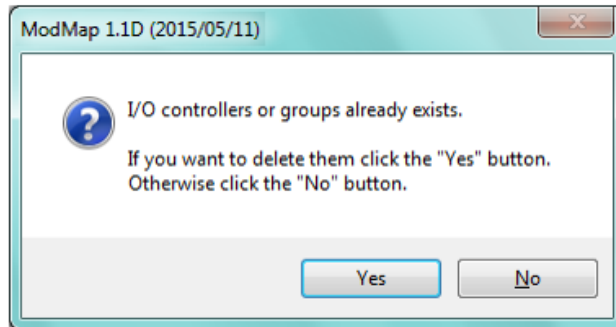 ModMap 1.1D (2015/05/11)
I/O controllers or groups already exists.
If you want to delete them click the "Yes" button.
Otherwise click the "No" button.
Yes No